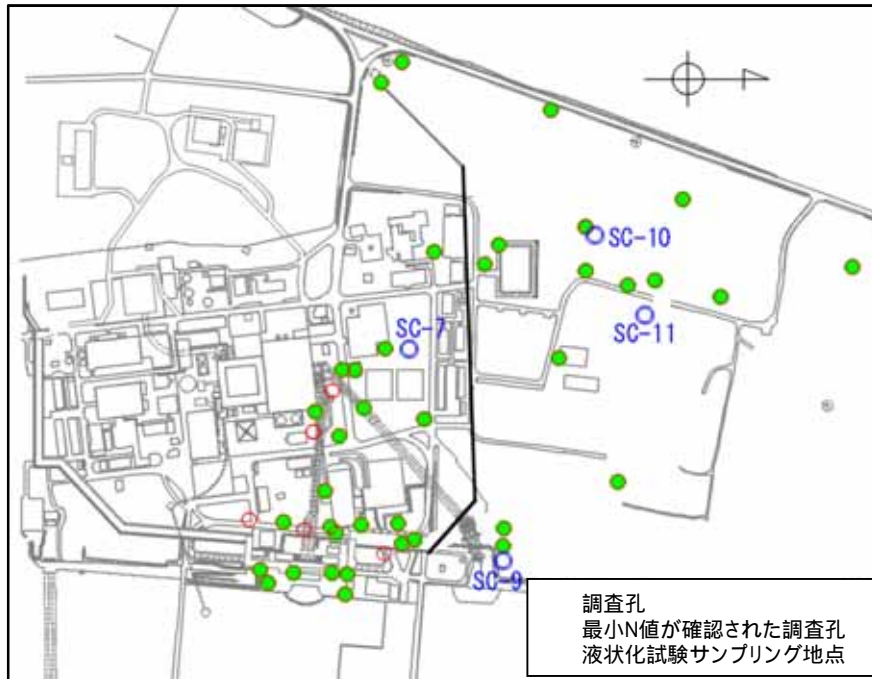 SC-10
SC-11
SC-7
SC-9
調査孔
最小N値が確認された調査孔
液状化試験サンプリング地点